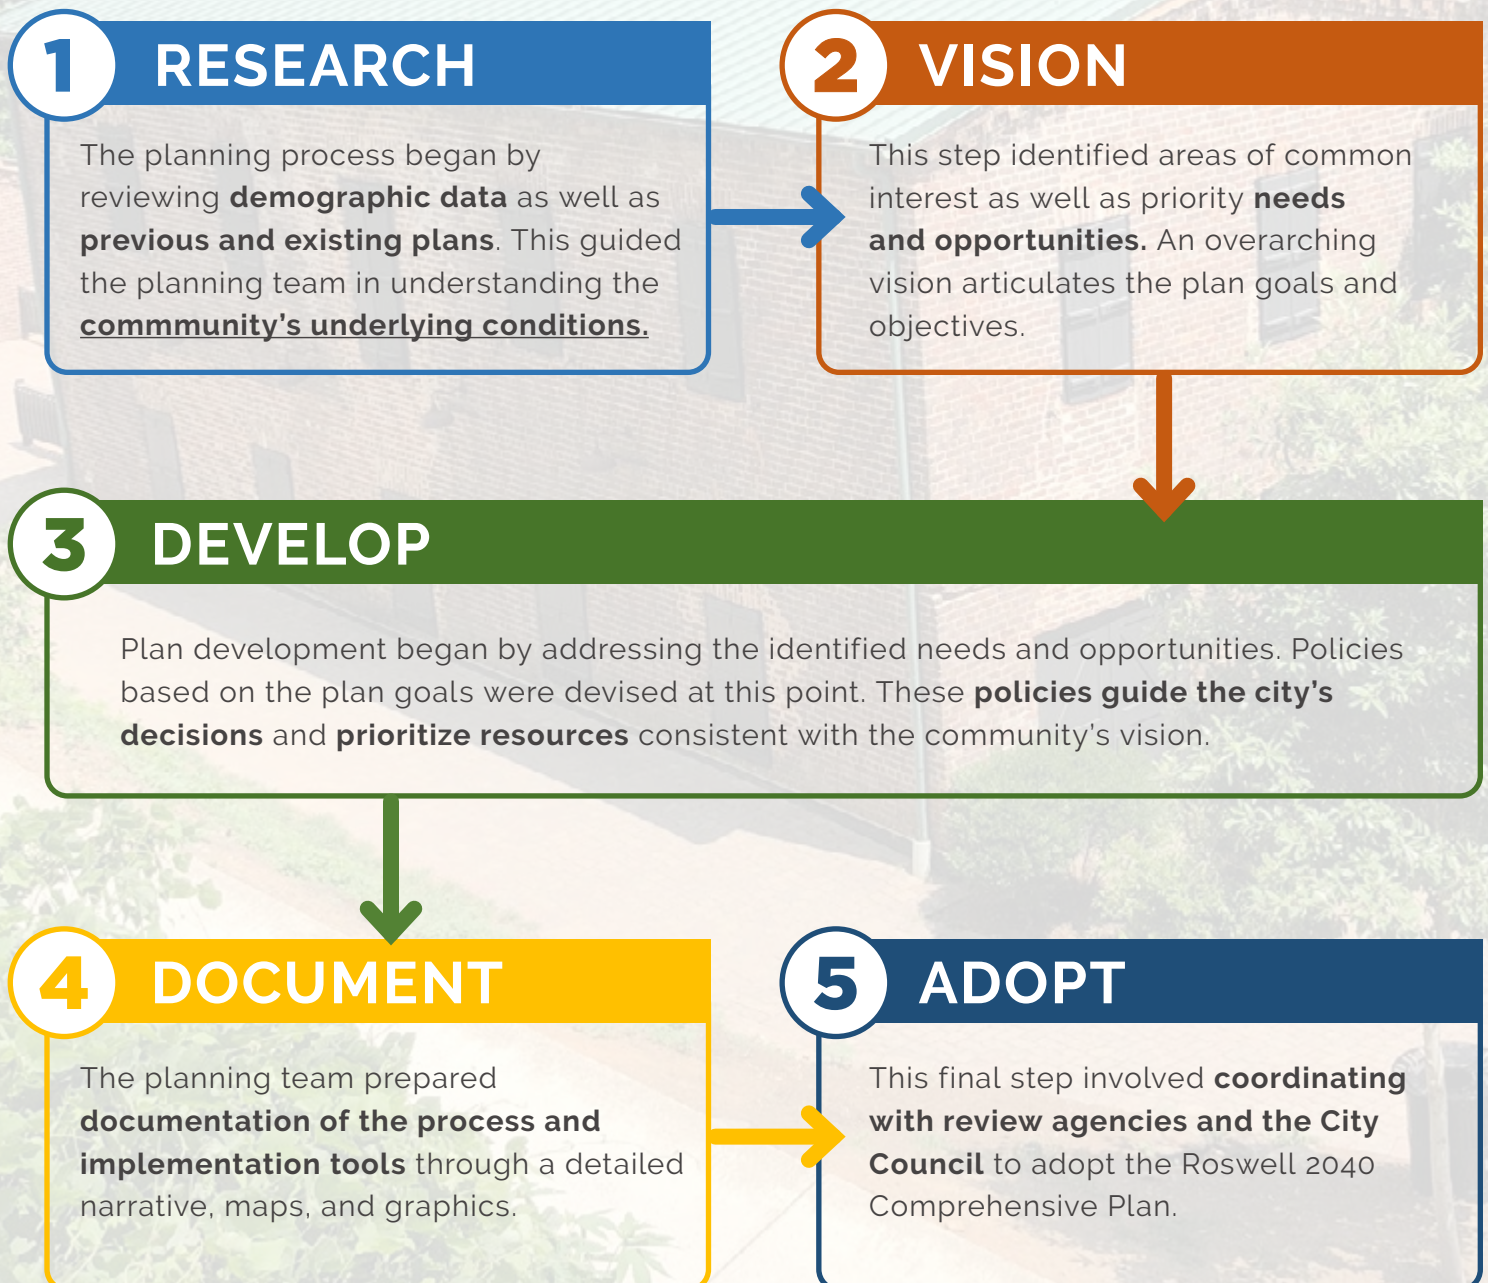 1 RESEARCH
The planning process began by
reviewing demographic data as well as
previous and existing plans. This guided
the planning team in understanding the
commmunity's underlying conditions.
2 VISION
This step identified areas of common
interest as well as priority needs
and opportunities. An overarching
vision articulates the plan goals and
objectives.
3 DEVELOP
Plan development began by addressing the identified needs and opportunities. Policies
based on the plan goals were devised at this point. These policies guide the city's
decisions and prioritize resources consistent with the community's vision.
4 DOCUMENT
The planning team prepared
documentation of the process and
implementation tools through a detailed
narrative, maps, and graphics.
5 ADOPT
This final step involved coordinating
with review agencies and the City
Council to adopt the Roswell 2040
Comprehensive Plan.